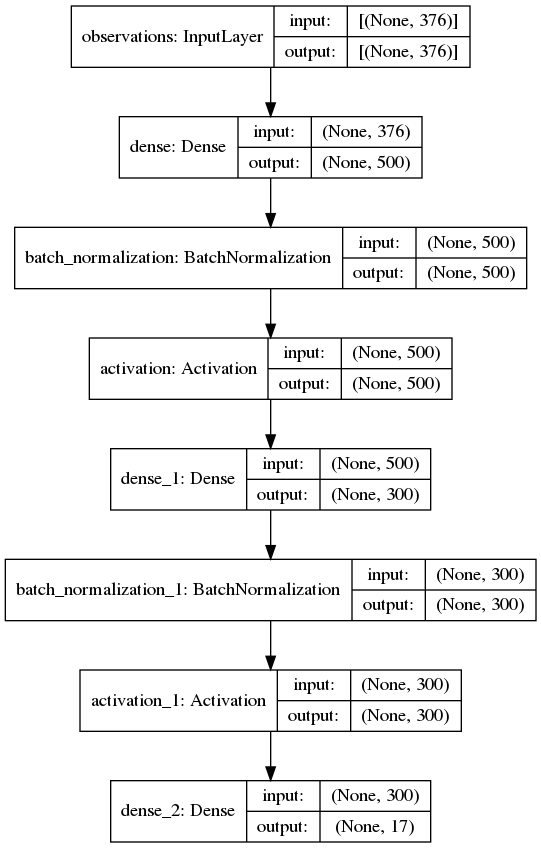 observations: InputLayer
input: [(None, 376)]
output: [(None, 376)]
dense: Dense
input: (None, 376)
output: (None, 500)
batch_normalization: BatchNormalization
input: (None, 500)
output: (None, 500)
activation: Activation
input: (None, 500)
output: (None, 500)
dense_1: Dense
input: (None, 500)
output: (None, 300)
batch_normalization_1: BatchNormalization
input: (None, 300)
output: (None, 300)
activation_1: Activation
input: (None, 300)
output: (None, 300)
dense_2: Dense
input: (None, 300)
output: (None, 17)